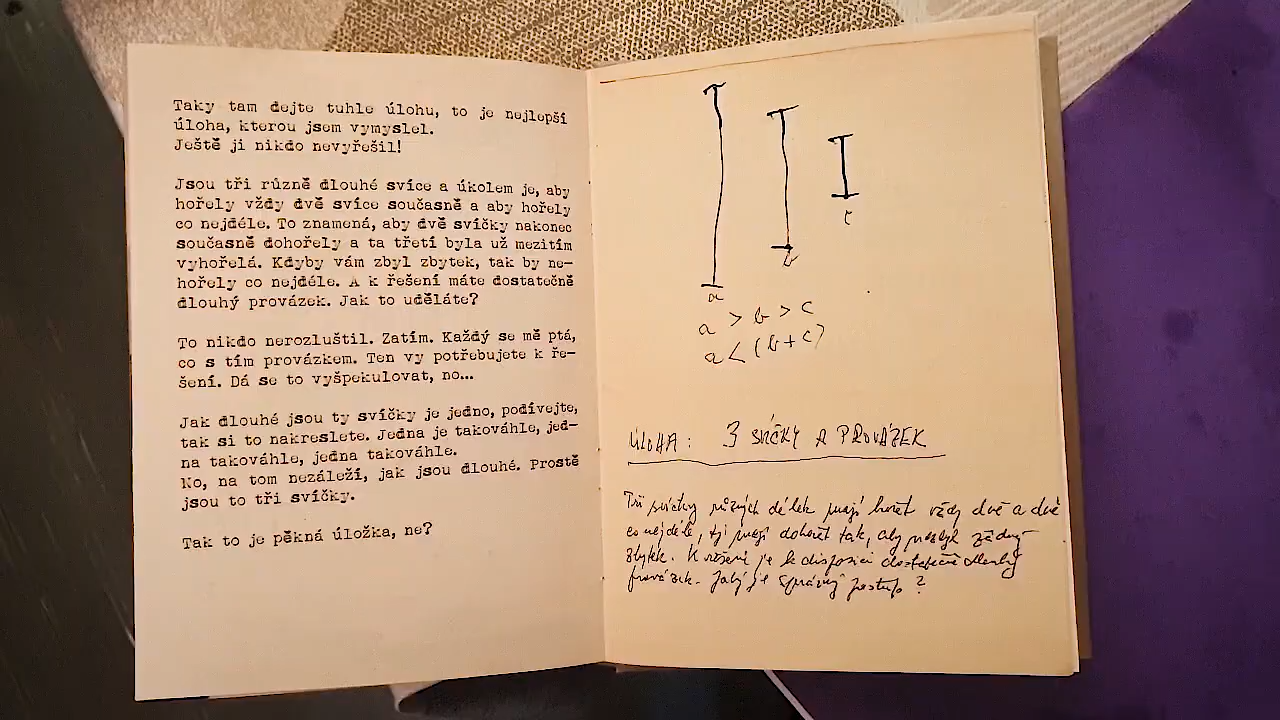 Taky tam dejte tuhle úlohu, to je nejlepší
úloha, kterou jsem vymyslel.
Ještě ji nikdo nevyřešil!
Jsou tři různě dlouhé svíce a úkolem je, aby
hořely vždy dvě svíce současně a aby hořely
co nejdéle. To znamená, aby dvě svíčky nakonec
současně dohořely a ta třetí byla už mezitím
vyhořelá. Kdyby vám zbyl zbytek, tak by ne-
hořely co nejdéle. A k řešení máte dostatečně
dlouhý provázek. Jak to uděláte?
To nikdo nerozluštil. Zatím. Každý se mě ptá,
co s tím provázkem. Ten vy potřebujete k ře-
šení. Dá se to vyšpekulovat, no...
Jak dlouhé jsou ty svíčky je jedno, podívejte,
tak si to nakreslete. Jedna je takováhle, jed-
na takováhle, jedna takováhle.
No, na tom nezáleží, jak jsou dlouhé. Prostě
jsou to tři svíčky.
Tak to je pěkná úložka, ne?
a
b
c
a > b > c
a < (b+c)
ÚLOHA: 3 SVÍČKY A PROVÁZEK
Tři svíčky různých délek mají hořet vždy dvě a dvě
co nejdéle, tj mají dohořet tak, aby nezbyl žádný
zbytek. K řešení je k disposici dostatečně dlouhý
provázek. Jaký je správný postup?